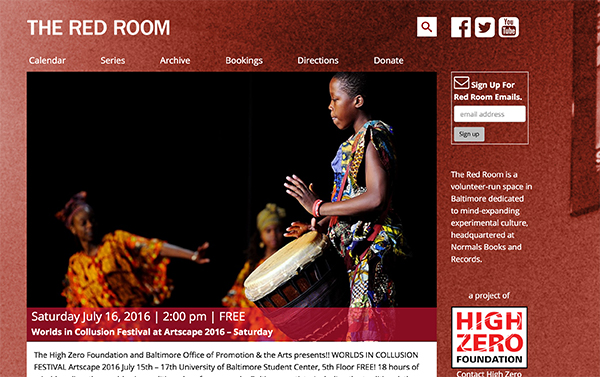 THE RED ROOM
You
Tube
Calendar Series Archive Bookings Directions Donate
Sign Up For
Red Room Emails.
email address
Sign up
The Red Room is a
volunteer-run space in
Baltimore dedicated
to mind-expanding
experimental culture,
headquartered at
Normals Books and
Records.
a project of
HIGH
ZERO
FOUNDATION
Contact High Zero
Saturday July 16, 2016 | 2:00 pm | FREE
Worlds in Collusion Festival at Artscape 2016 – Saturday
The High Zero Foundation and Baltimore Office of Promotion & the Arts presents!! WORLDS IN COLLUSION
FESTIVAL Artscape 2016 July 15th – 17th University of Baltimore Student Center, 5th Floor FREE! 18 hours of